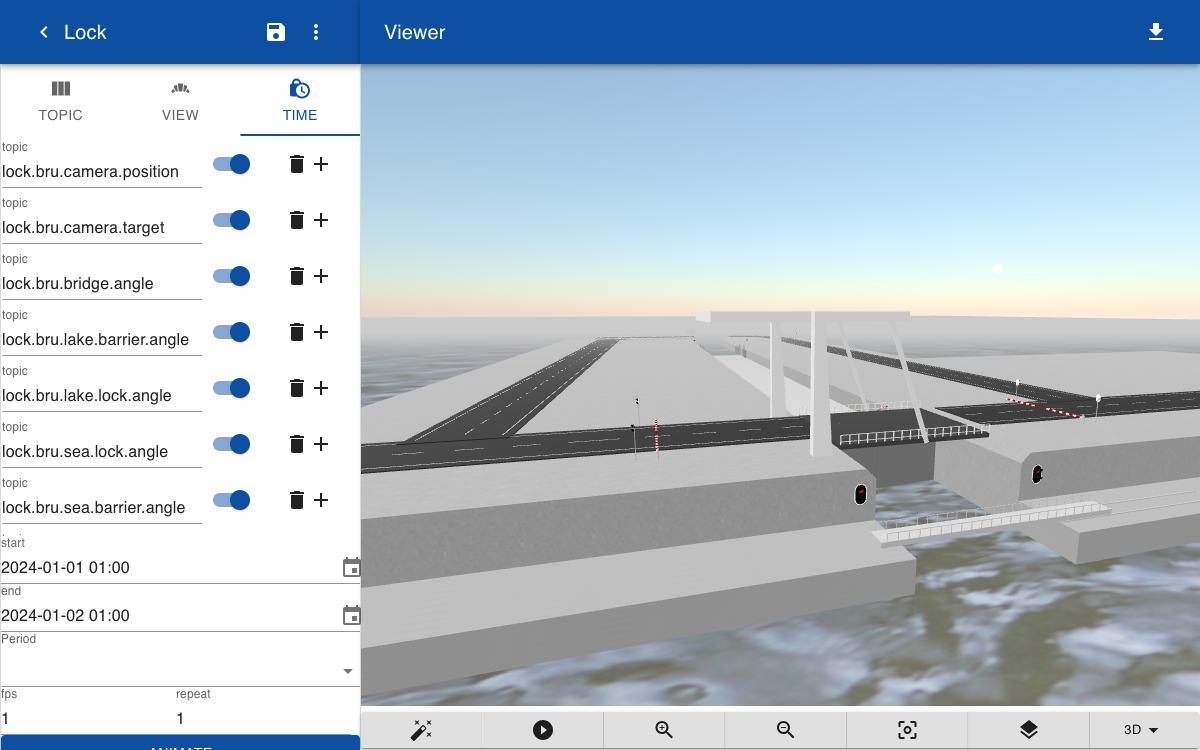 Lock
Viewer
TOPIC
VIEW
TIME
topic
lock.bru.camera.position
topic
lock.bru.camera.target
topic
lock.bru.bridge.angle
topic
lock.bru.lake.barrier.angle
topic
lock.bru.lake.lock.angle
topic
lock.bru.sea.lock.angle
topic
lock.bru.sea.barrier.angle
start
2024-01-01 01:00
end
2024-01-02 01:00
Period
fps
repeat
1
1
ANIMATE
3D